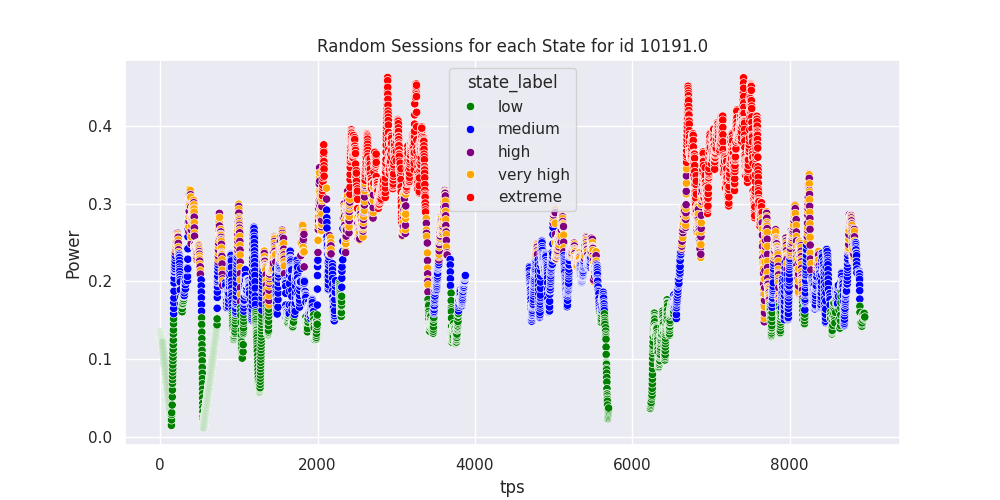 Random Sessions for each State for id 10191.0
state_label
low
medium
high
very high
extreme
Power
0.4
0.3
0.2
0.1
0.0
0 2000 4000 6000 8000
tps